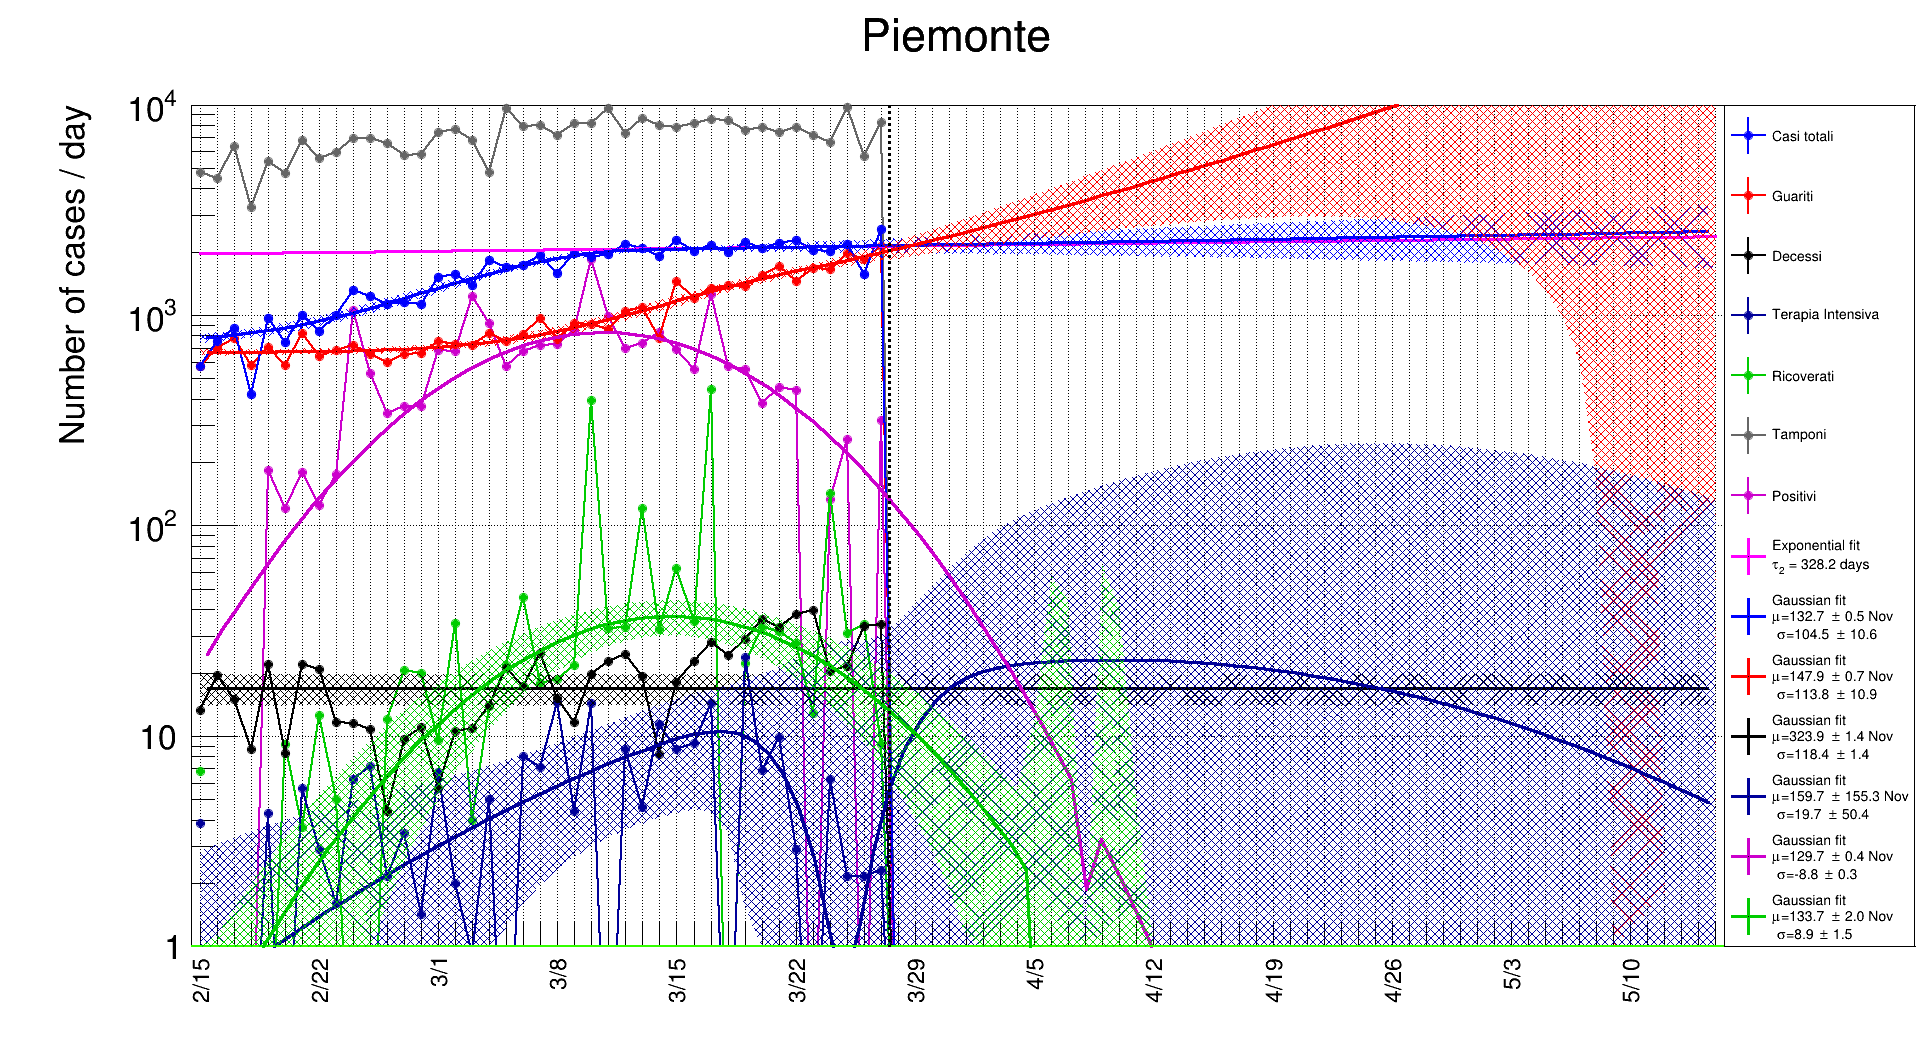 Piemonte
Number of cases / day
10⁴
10³
10²
10
1
2/15
2/22
3/1
3/8
3/15
3/22
3/29
4/5
4/12
4/19
4/26
5/3
5/10
Casi totali
Guariti
Decessi
Terapia Intensiva
Ricoverati
Tamponi
Positivi
Exponential fit
τ₂ = 328.2 days
Gaussian fit
μ=132.7 ± 0.5 Nov
σ=104.5 ± 10.6
Gaussian fit
μ=147.9 ± 0.7 Nov
σ=113.8 ± 10.9
Gaussian fit
μ=323.9 ± 1.4 Nov
σ=118.4 ± 1.4
Gaussian fit
μ=159.7 ± 155.3 Nov
σ=19.7 ± 50.4
Gaussian fit
μ=129.7 ± 0.4 Nov
σ=-8.8 ± 0.3
Gaussian fit
μ=133.7 ± 2.0 Nov
σ=8.9 ± 1.5